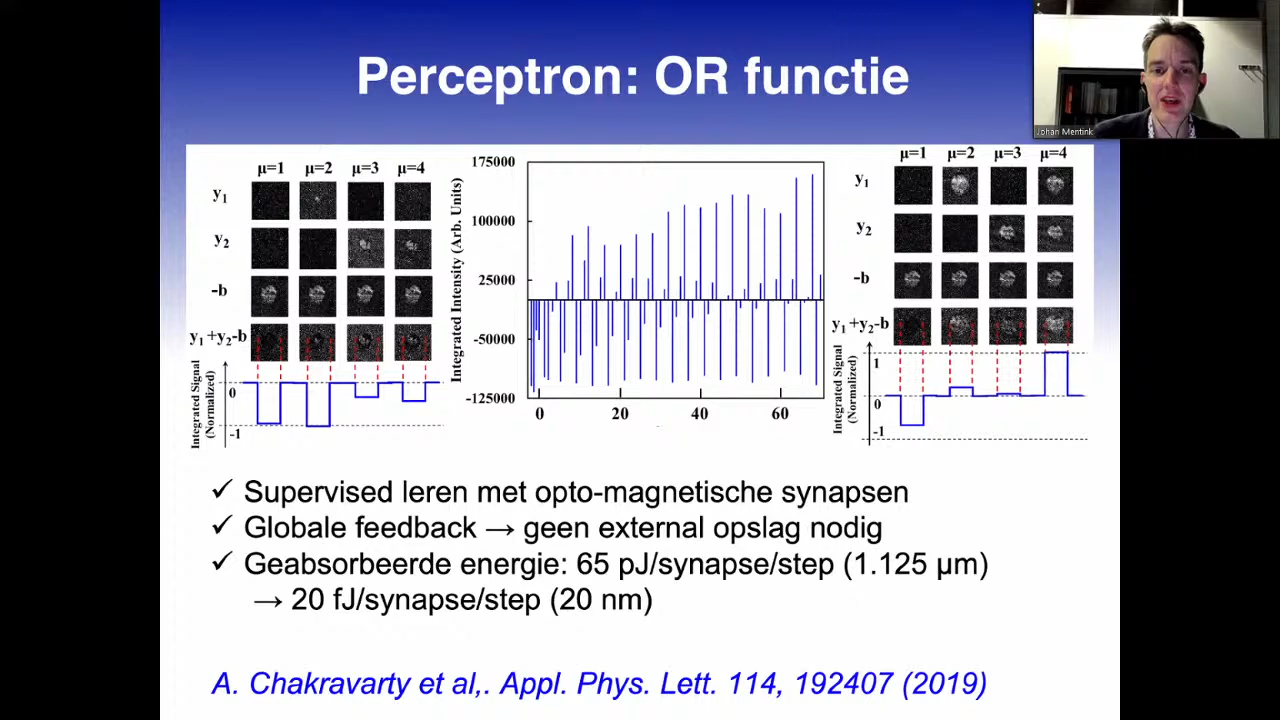 Perceptron: OR functie
Johan Mentink
μ=1 μ=2 μ=3 μ=4
y1
y2
-b
y1 +y2-b
Integrated Signal
(Normalized)
0
-1
Integrated Intensity (Arb. Units)
175000
100000
25000
-50000
-125000
0 20 40 60
μ=1 μ=2 μ=3 μ=4
y1
y2
-b
y1 +y2-b
Integrated Signal
(Normalized)
1
0
-1
✓ Supervised leren met opto-magnetische synapsen
✓ Globale feedback → geen external opslag nodig
✓ Geabsorbeerde energie: 65 pJ/synapse/step (1.125 μm)
→ 20 fJ/synapse/step (20 nm)
A. Chakravarty et al,. Appl. Phys. Lett. 114, 192407 (2019)